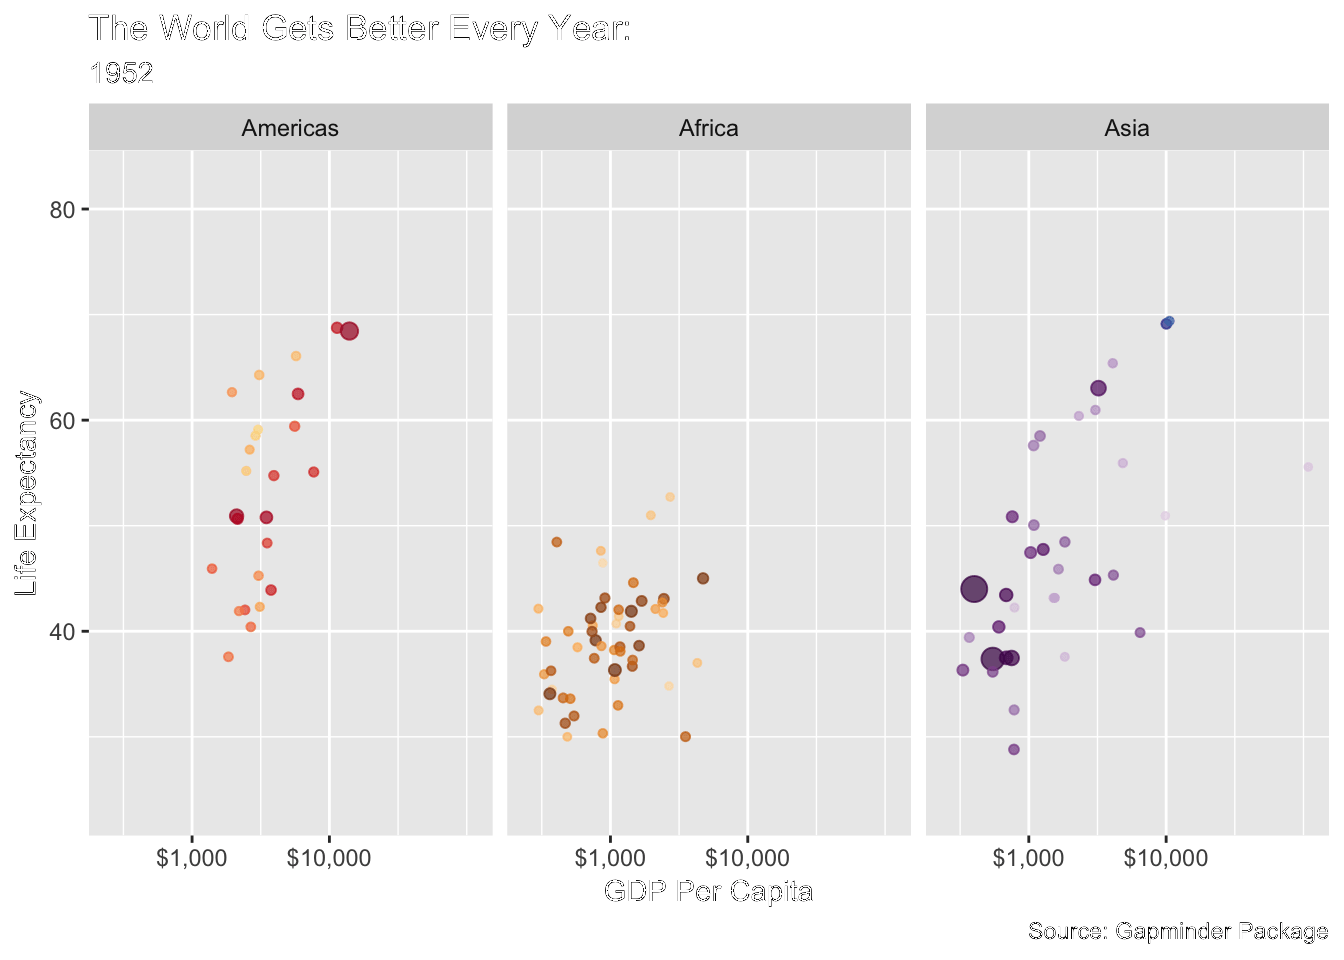 The World Gets Better Every Year:
1952
Americas
Africa
Asia
80
60
40
Life Expectancy
$1,000
$10,000
$1,000
$10,000
$1,000
$10,000
GDP Per Capita
Source: Gapminder Package